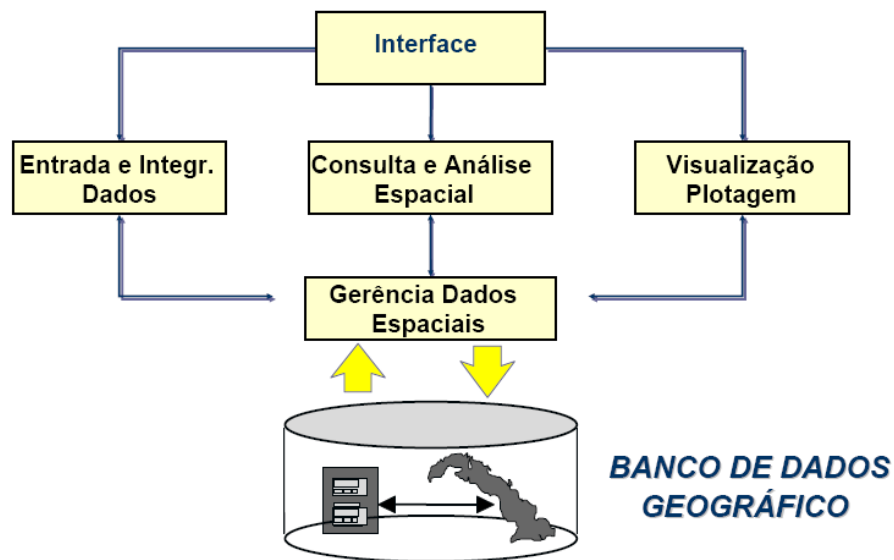 Interface
Entrada e Integr.
Dados
Consulta e Análise
Espacial
Visualização
Plotagem
Gerência Dados
Espaciais
BANCO DE DADOS
GEOGRÁFICO